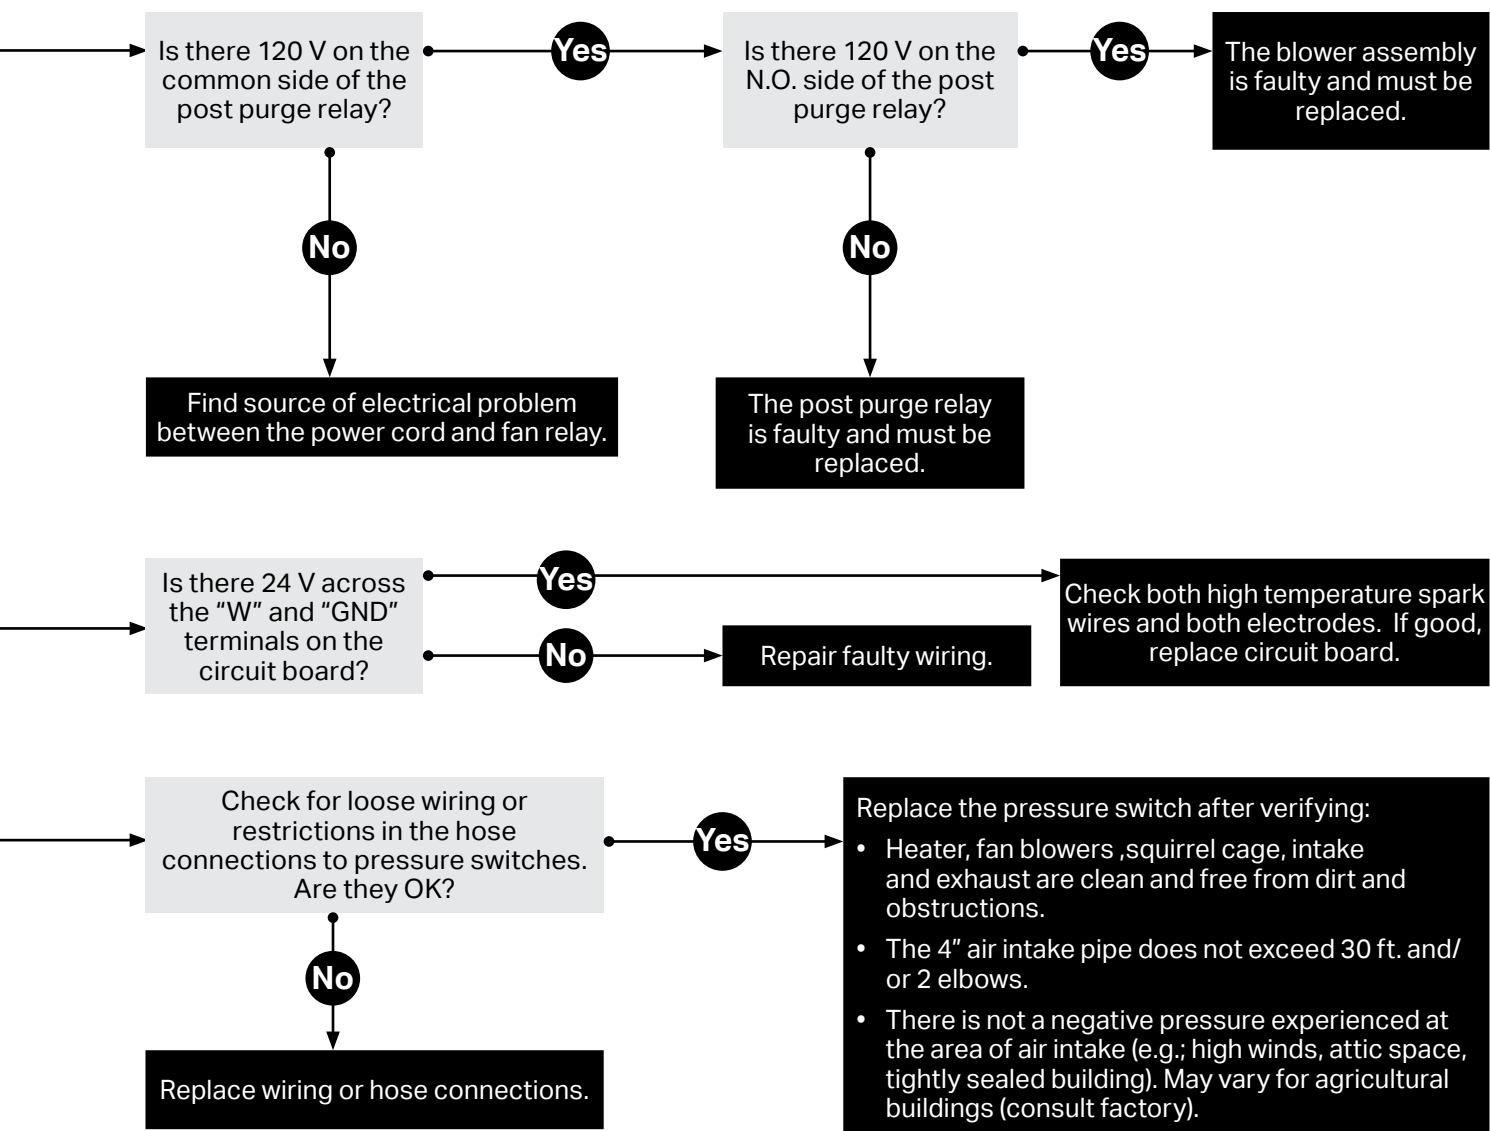 Is there 120 V on the
common side of the
post purge relay?
Yes
Is there 120 V on the
N.O. side of the post
purge relay?
Yes
The blower assembly
is faulty and must be
replaced.
No
No
Find source of electrical problem
between the power cord and fan relay.
The post purge relay
is faulty and must be
replaced.
Is there 24 V across
the “W” and “GND”
terminals on the
circuit board?
Yes
Check both high temperature spark
wires and both electrodes.  If good,
replace circuit board.
No
Repair faulty wiring.
Check for loose wiring or
restrictions in the hose
connections to pressure switches.
Are they OK?
Yes
Replace the pressure switch after verifying:
• Heater, fan blowers ,squirrel cage, intake
and exhaust are clean and free from dirt and
obstructions.
• The 4” air intake pipe does not exceed 30 ft. and/
or 2 elbows.
• There is not a negative pressure experienced at
the area of air intake (e.g.; high winds, attic space,
tightly sealed building). May vary for agricultural
buildings (consult factory).
No
Replace wiring or hose connections.